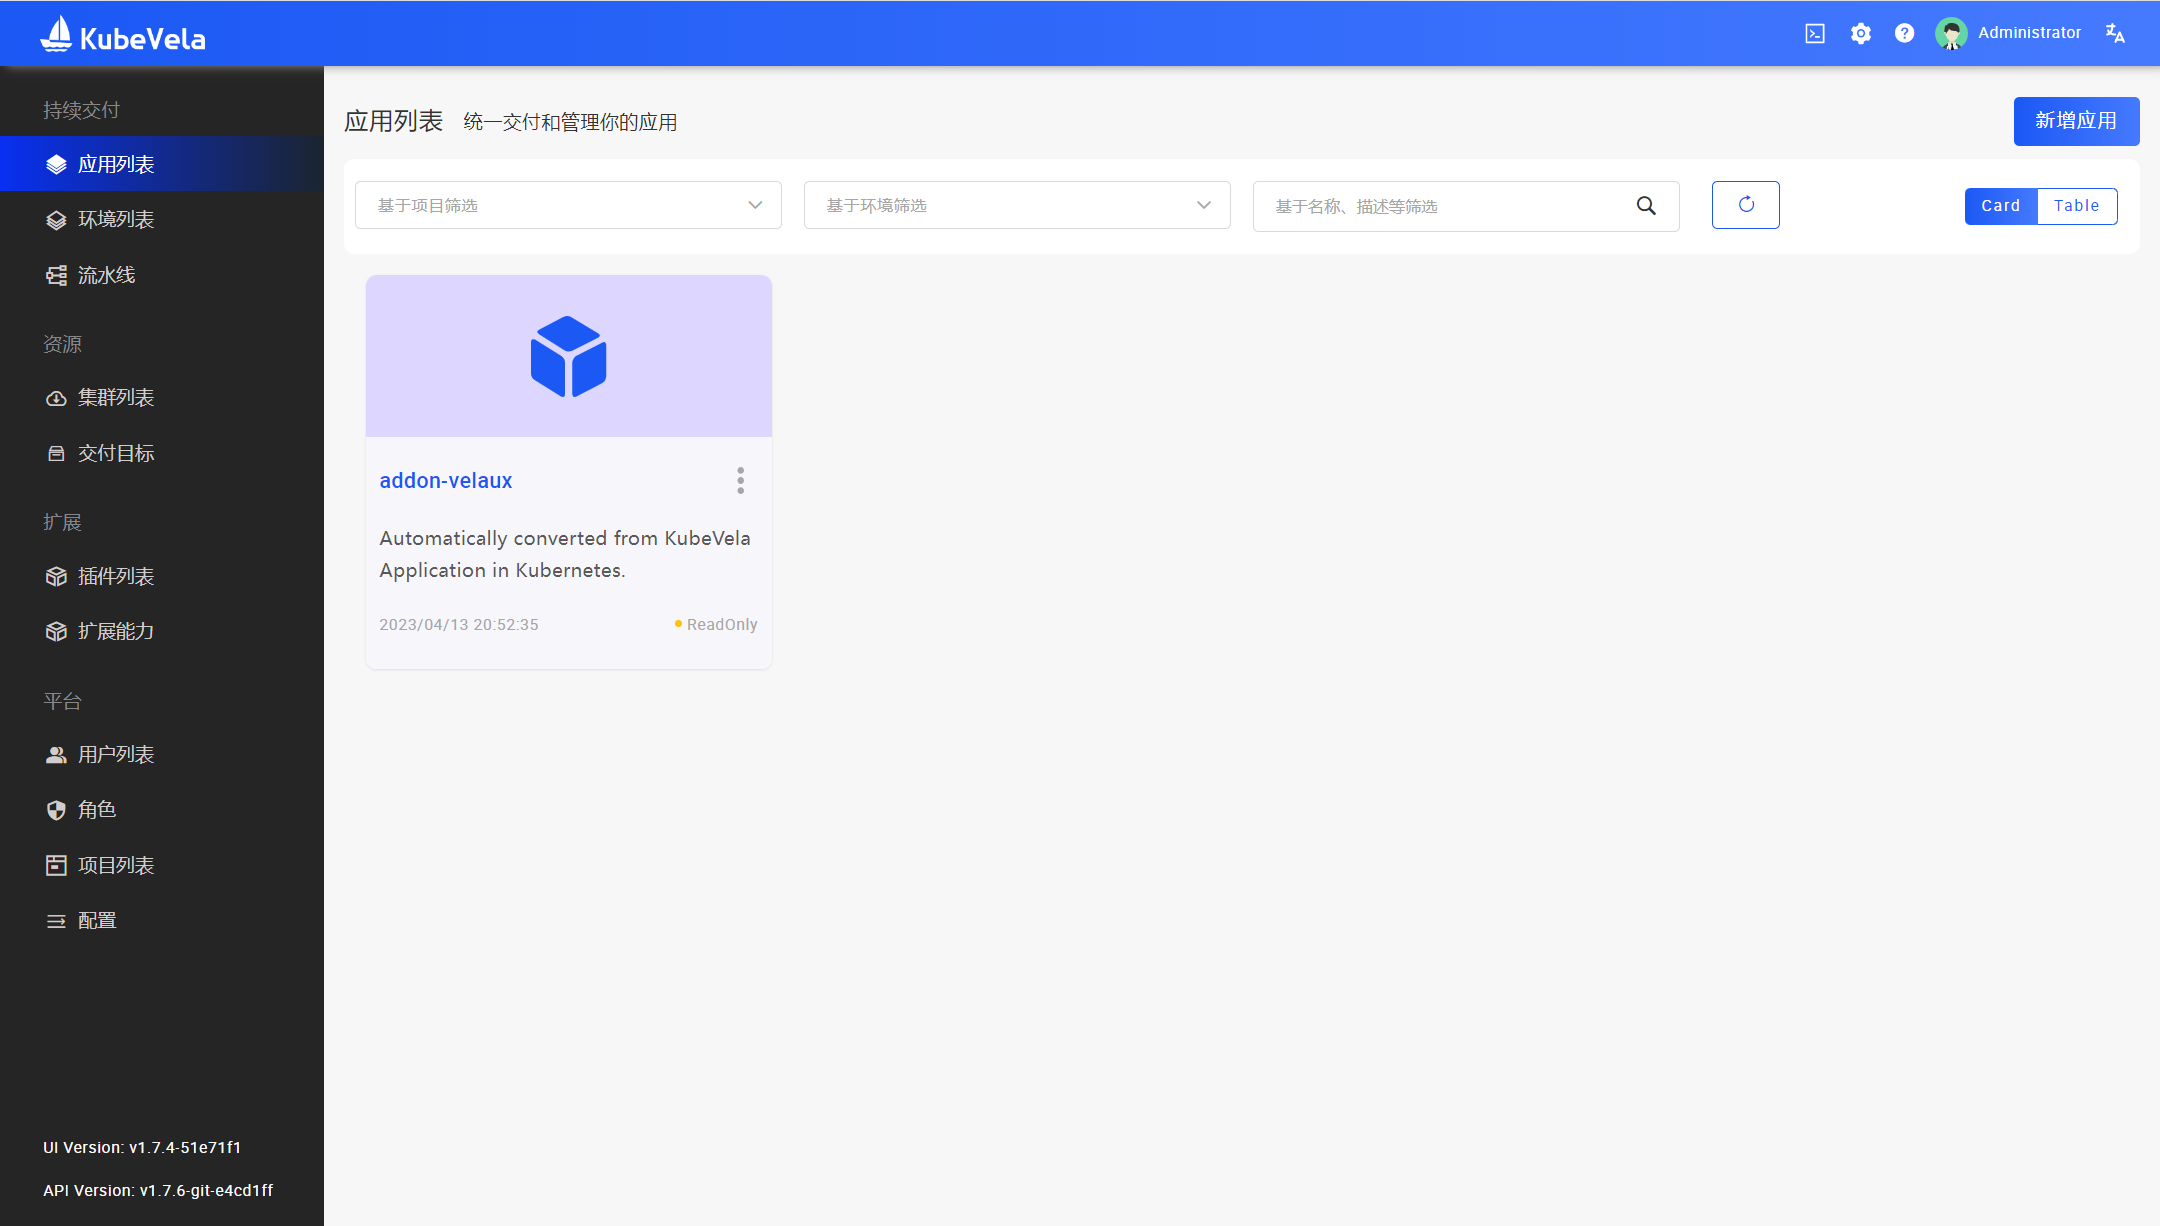 KubeVela
Administrator
持续交付
应用列表
环境列表
流水线
资源
集群列表
交付目标
扩展
插件列表
扩展能力
平台
用户列表
角色
项目列表
配置
UI Version: v1.7.4-51e71f1
API Version: v1.7.6-git-e4cd1ff
应用列表 统一交付和管理你的应用
新增应用
基于项目筛选
基于环境筛选
基于名称、描述等筛选
Card
Table
addon-velaux
Automatically converted from KubeVela
Application in Kubernetes.
2023/04/13 20:52:35
ReadOnly